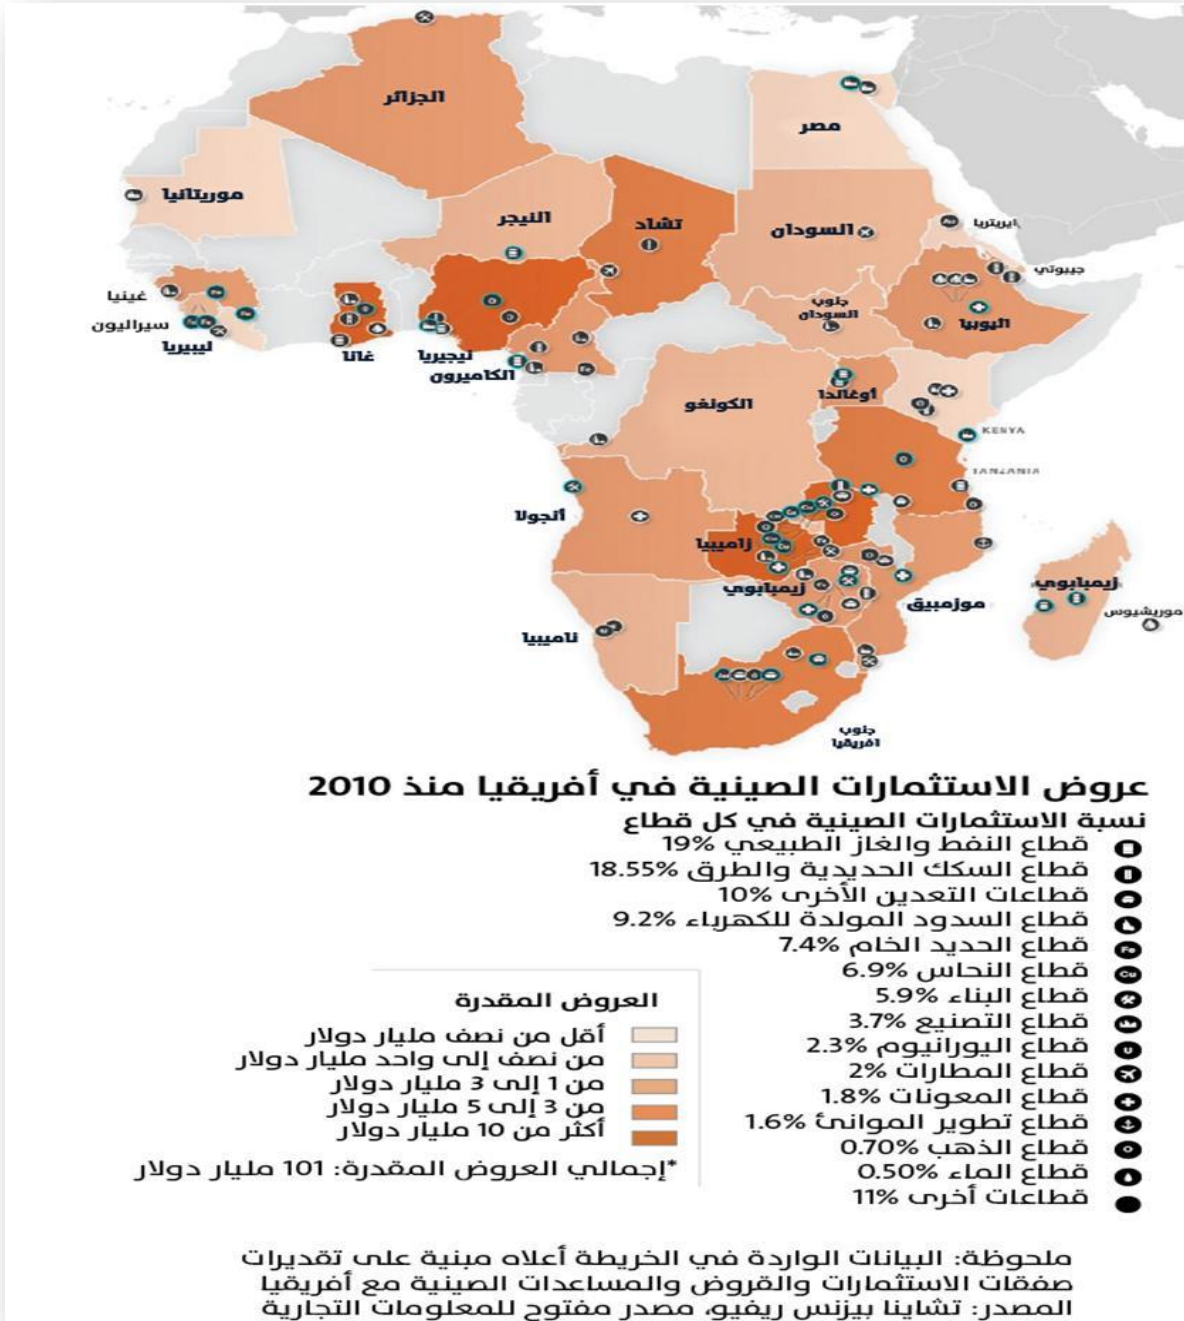 الجزائر
مصر
موريتانيا
النيجر
تشاد
السودان
ايريتريا
جيبوتي
غينيا
سيراليون
ليبيريا
غانا
نيجيريا
الكاميرون
جنوب
السودان
اثيوبيا
أوغندا
الكونغو
KENYA
TANZANIA
أنجولا
زامبيا
زيمبابوي
موزمبيق
زيمبابوي
موريشيوس
ناميبيا
جنوب
افريقيا
عروض الاستثمارات الصينية في أفريقيا منذ 2010
نسبة الاستثمارات الصينية في كل قطاع
قطاع النفط والغاز الطبيعي 19%
قطاع السكك الحديدية والطرق 18.55%
قطاعات التعدين الأخرى 10%
قطاع السدود المولدة للكهرباء 9.2%
Fe قطاع الحديد الخام 7.4%
Cu قطاع النحاس 6.9%
قطاع البناء 5.9%
قطاع التصنيع 3.7%
U قطاع اليورانيوم 2.3%
قطاع المطارات 2%
قطاع المعونات 1.8%
قطاع تطوير الموانئ 1.6%
قطاع الذهب 0.70%
قطاع الماء 0.50%
قطاعات أخرى 11%
العروض المقدرة
أقل من نصف مليار دولار
من نصف إلى واحد مليار دولار
من 1 إلى 3 مليار دولار
من 3 إلى 5 مليار دولار
أكثر من 10 مليار دولار
*إجمالي العروض المقدرة: 101 مليار دولار
ملحوظة: البيانات الواردة في الخريطة أعلاه مبنية على تقديرات
صفقات الاستثمارات والقروض والمساعدات الصينية مع أفريقيا
المصدر: تشاينا بيزنس ريفيو، مصدر مفتوح للمعلومات التجارية